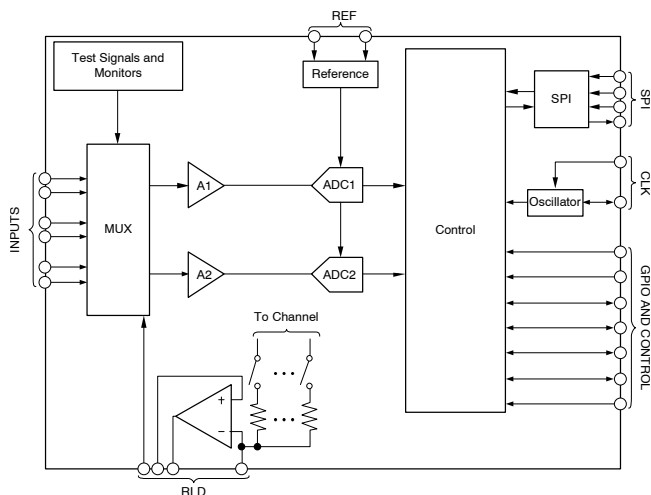 REF
Test Signals and
Monitors
Reference
SPI
SPI
INPUTS
MUX
A1
ADC1
Control
CLK
Oscillator
A2
ADC2
GPIO AND CONTROL
To Channel
+
−
RLD